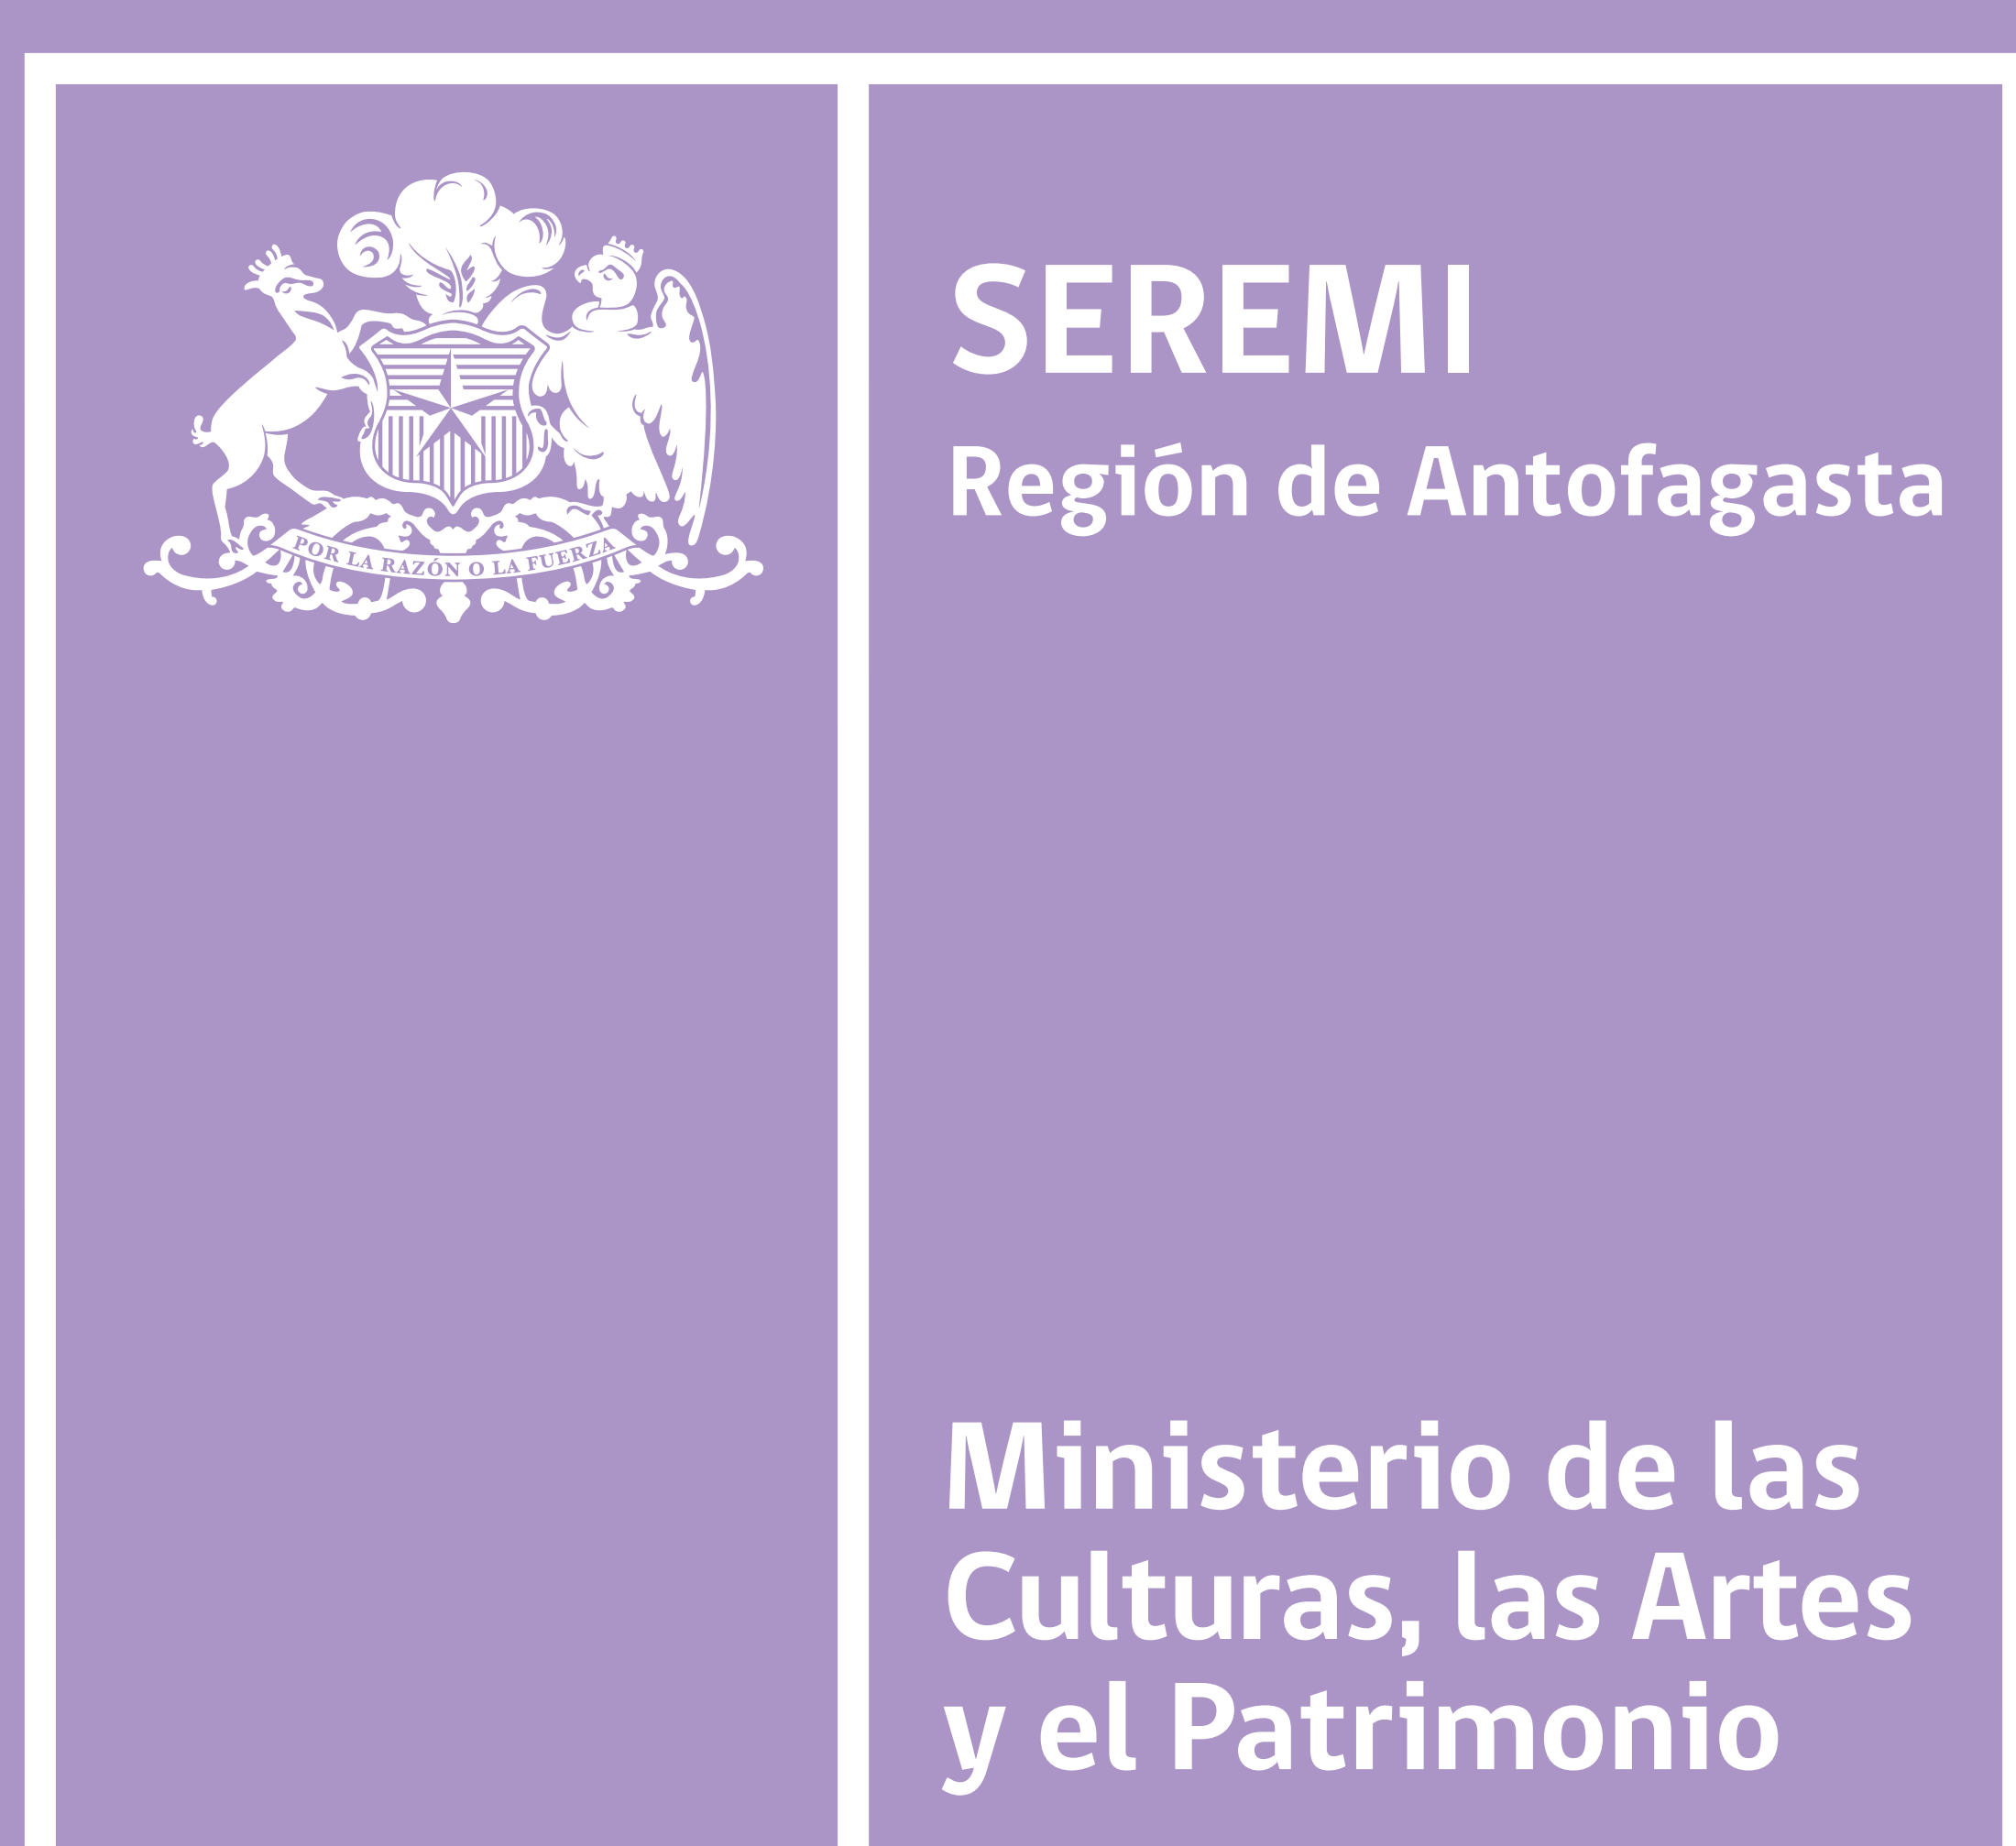 POR LA RAZÓN O LA FUERZA
SEREMI
Región de Antofagasta
Ministerio de las
Culturas, las Artes
y el Patrimonio